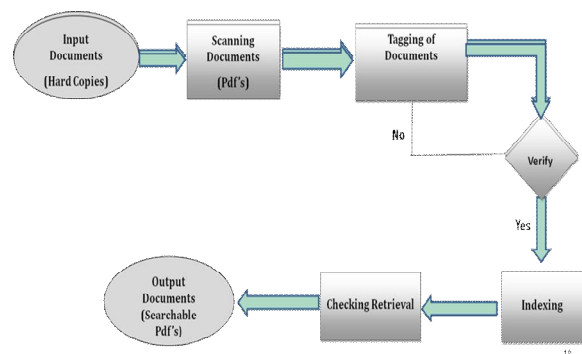 Input
Documents
(Hard Copies)
Scanning
Documents
(Pdf's)
Tagging of
Documents
No
Verify
Yes
Indexing
Checking Retrieval
Output
Documents
(Searchable
Pdf's)